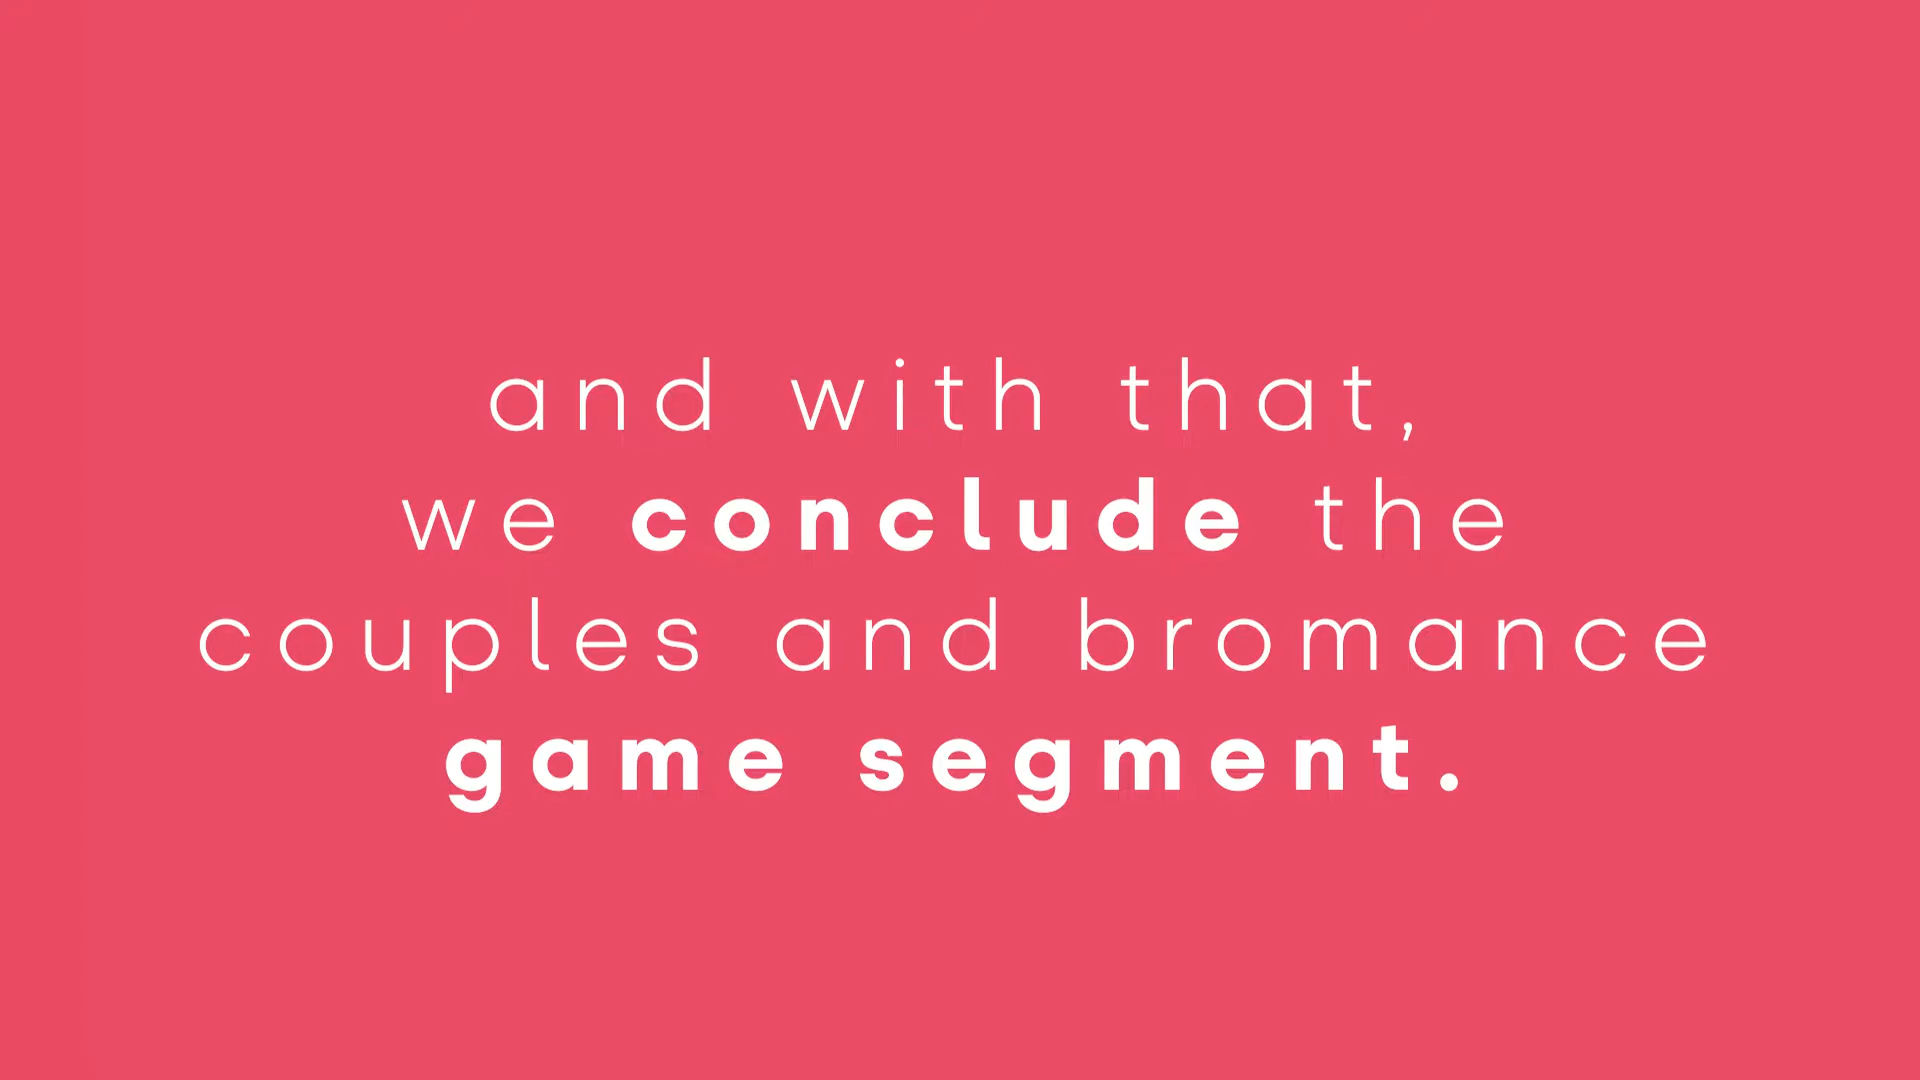 and with that,
we conclude the
couples and bromance
game segment.